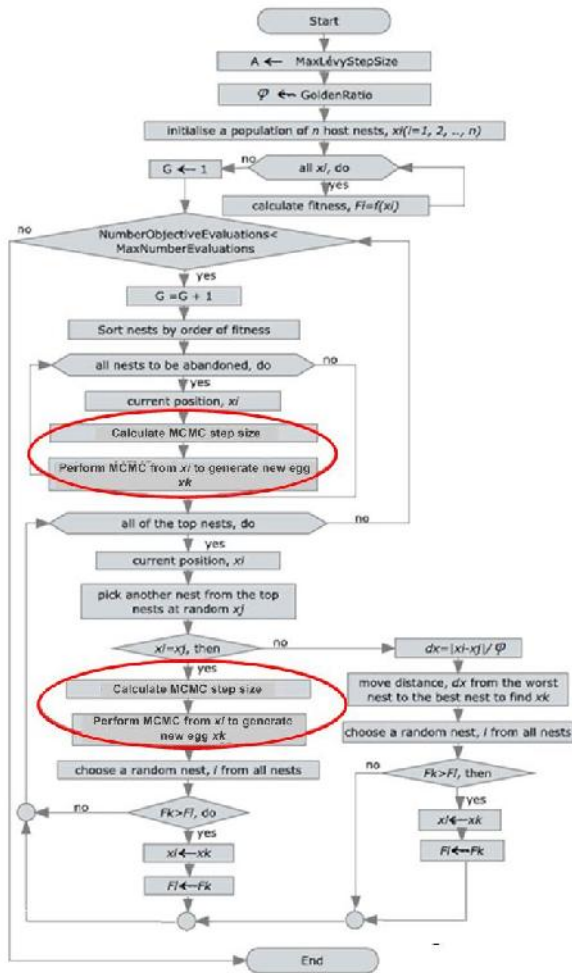 Start
A ← MaxLévyStepSize
φ ← GoldenRatio
initialise a population of n host nests, xi(i=1, 2, .., n)
no
all xi, do
G ← 1
yes
calculate fitness, Fi=f(xi)
no
NumberObjectiveEvaluations<
MaxNumberEvaluations
yes
G =G + 1
Sort nests by order of fitness
all nests to be abandoned, do
no
yes
current position, xi
Calculate MCMC step size
Perform MCMC from xi to generate new egg
xk
all of the top nests, do
no
yes
current position, xi
pick another nest from the top
nests at random xj
xi=xj, then
no
dx=|xi-xj|/ φ
yes
Calculate MCMC step size
move distance, dx from the worst
nest to the best nest to find xk
Perform MCMC from xi to generate
new egg xk
choose a random nest, l from all nests
choose a random nest, l from all nests
no
Fk>Fl, then
no
Fk>Fl, do
yes
yes
xl←xk
xl←xk
Fl←Fk
Fl←Fk
End